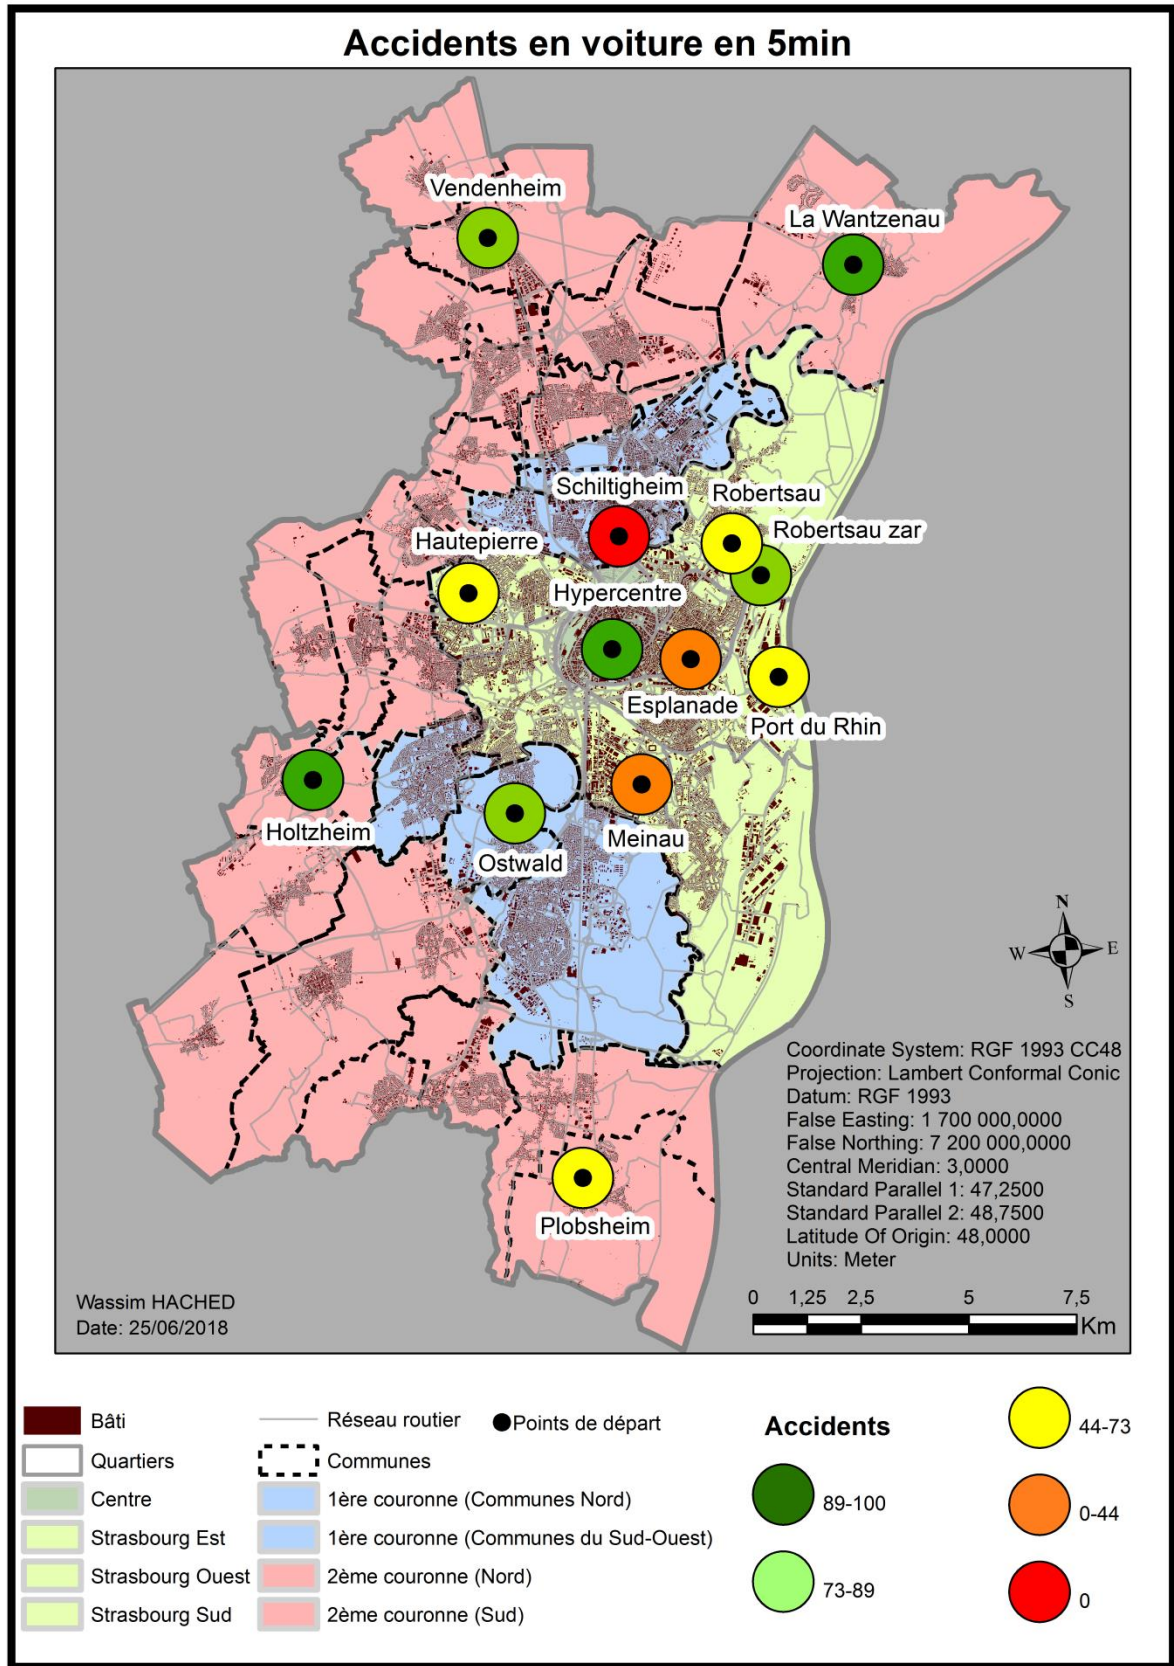 Accidents en voiture en 5min
Vendenheim
La Wantzenau
Schiltigheim
Robertsau
Robertsau zar
Hautepierre
Hypercentre
Esplanade
Port du Rhin
Holtzheim
Ostwald
Meinau
Plobsheim
N
W E
S
Coordinate System: RGF 1993 CC48
Projection: Lambert Conformal Conic
Datum: RGF 1993
False Easting: 1 700 000,0000
False Northing: 7 200 000,0000
Central Meridian: 3,0000
Standard Parallel 1: 47,2500
Standard Parallel 2: 48,7500
Latitude Of Origin: 48,0000
Units: Meter
0 1,25 2,5 5 7,5
Km
Wassim HACHED
Date: 25/06/2018
Bâti
Quartiers
Centre
Strasbourg Est
Strasbourg Ouest
Strasbourg Sud
Réseau routier
Communes
1ère couronne (Communes Nord)
1ère couronne (Communes du Sud-Ouest)
2ème couronne (Nord)
2ème couronne (Sud)
Points de départ
Accidents
89-100
73-89
44-73
0-44
0